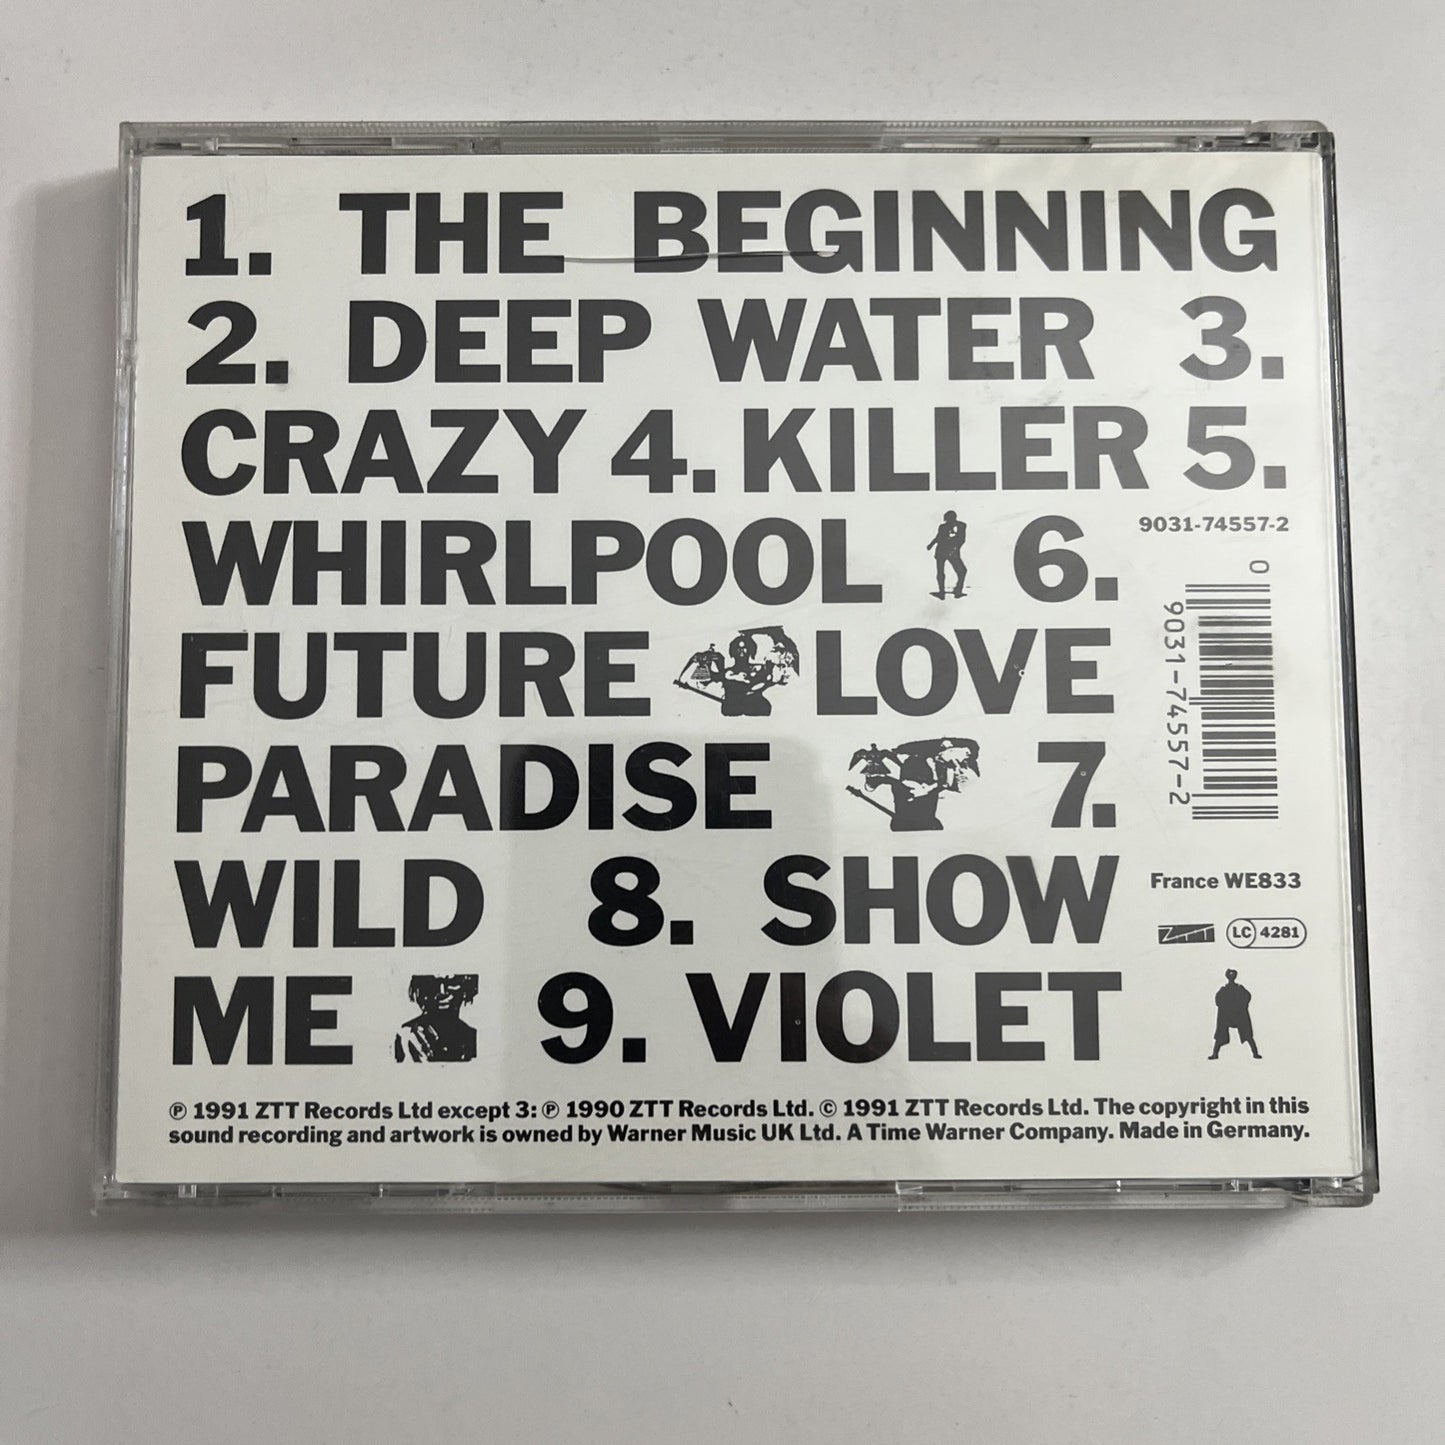 1. THE BEGINNING
2. DEEP WATER 3.
CRAZY 4. KILLER 5.
WHIRLPOOL 6.
FUTURE LOVE
PARADISE 7.
WILD 8. SHOW
ME 9. VIOLET
9031-74557-2
0
9031-74557-2
France WE833
ZTT LC 4281
℗ 1991 ZTT Records Ltd except 3: ℗ 1990 ZTT Records Ltd. © 1991 ZTT Records Ltd. The copyright in this
sound recording and artwork is owned by Warner Music UK Ltd. A Time Warner Company. Made in Germany.